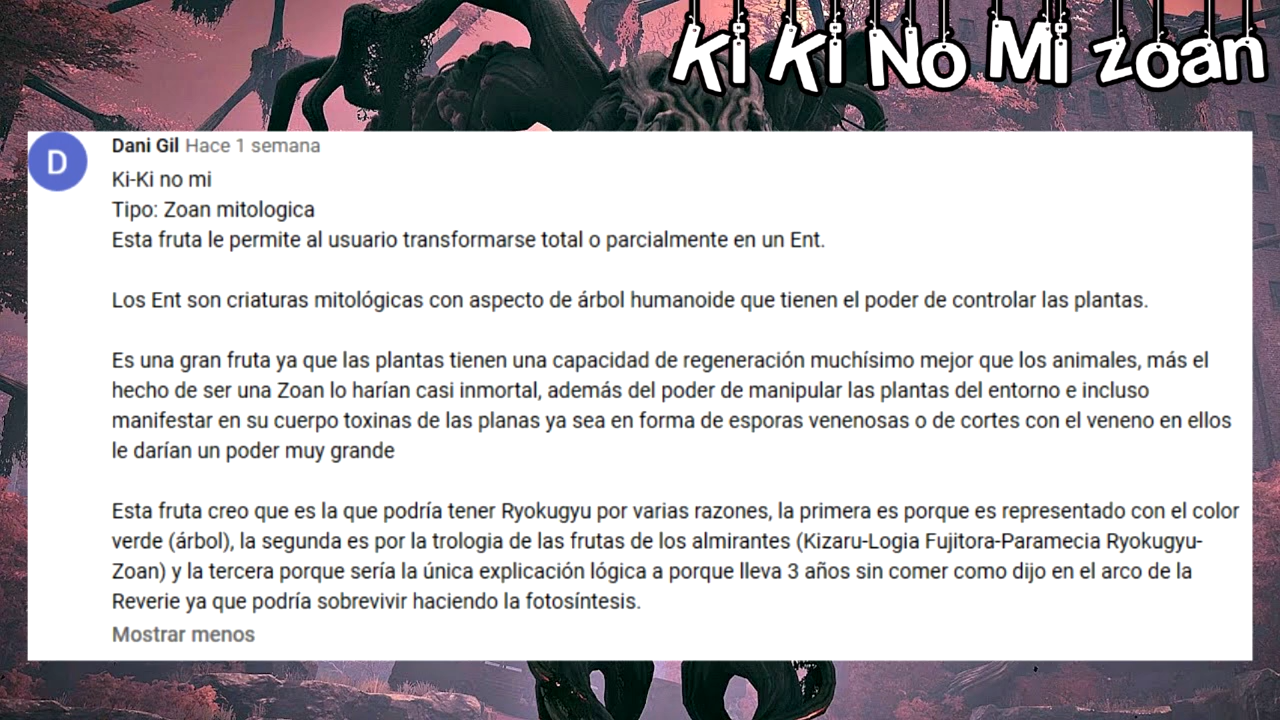 Ki Ki No Mi zoan
D
Dani Gil Hace 1 semana
Ki-Ki no mi
Tipo: Zoan mitologica
Esta fruta le permite al usuario transformarse total o parcialmente en un Ent.
Los Ent son criaturas mitológicas con aspecto de árbol humanoide que tienen el poder de controlar las plantas.
Es una gran fruta ya que las plantas tienen una capacidad de regeneración muchísimo mejor que los animales, más el
hecho de ser una Zoan lo harían casi inmortal, además del poder de manipular las plantas del entorno e incluso
manifestar en su cuerpo toxinas de las planas ya sea en forma de esporas venenosas o de cortes con el veneno en ellos
le darían un poder muy grande
Esta fruta creo que es la que podría tener Ryokugyu por varias razones, la primera es porque es representado con el color
verde (árbol), la segunda es por la trologia de las frutas de los almirantes (Kizaru-Logia Fujitora-Paramecia Ryokugyu-
Zoan) y la tercera porque sería la única explicación lógica a porque lleva 3 años sin comer como dijo en el arco de la
Reverie ya que podría sobrevivir haciendo la fotosíntesis.
Mostrar menos